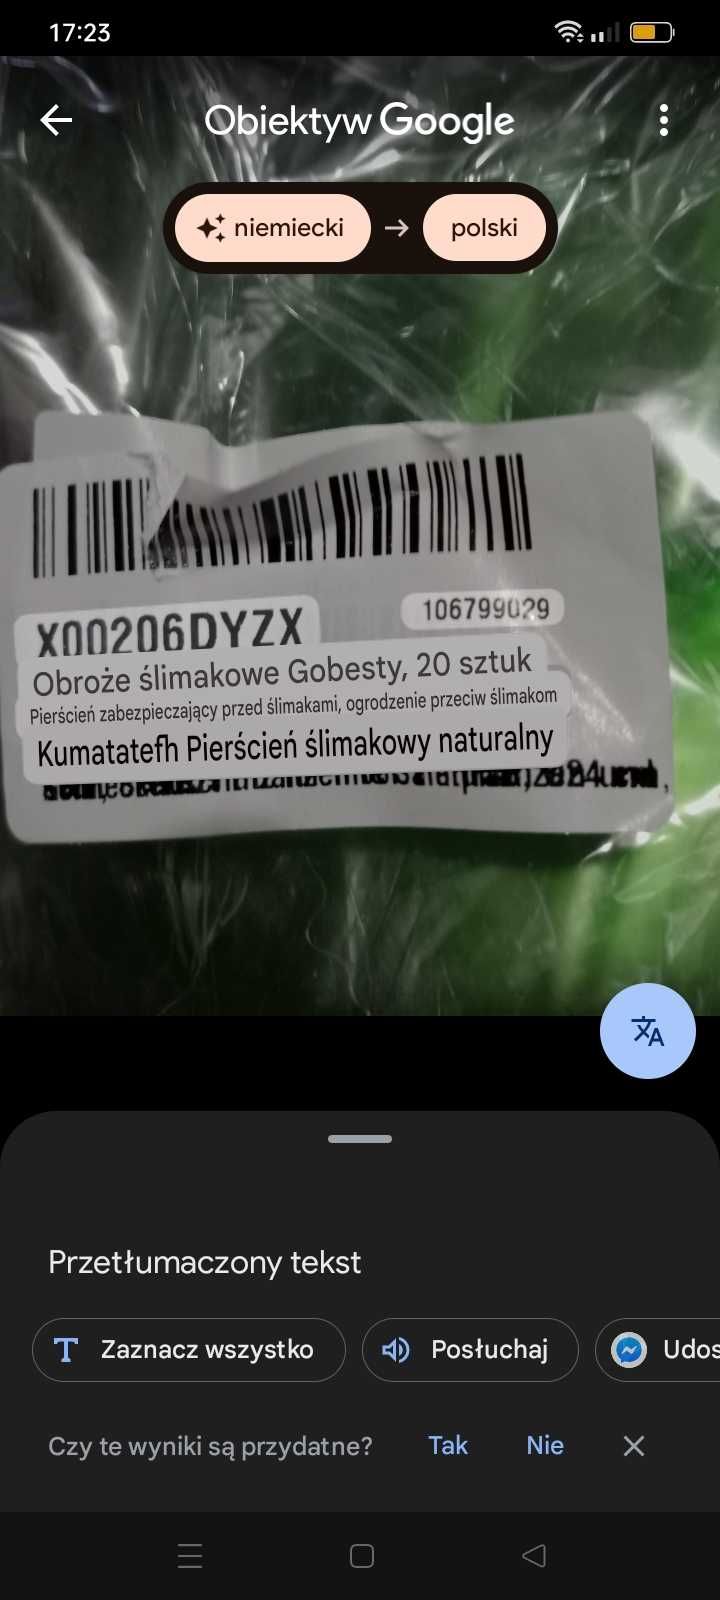 17:23
Obiektyw Google
niemiecki → polski
X00206DYZX
106799029
Obroże ślimakowe Gobesty, 20 sztuk
Pierścień zabezpieczający przed ślimakami, ogrodzenie przeciw ślimakom
Kumatatefh Pierścień ślimakowy naturalny
Przetłumaczony tekst
Zaznacz wszystko
Posłuchaj
Udos
Czy te wyniki są przydatne?
Tak
Nie